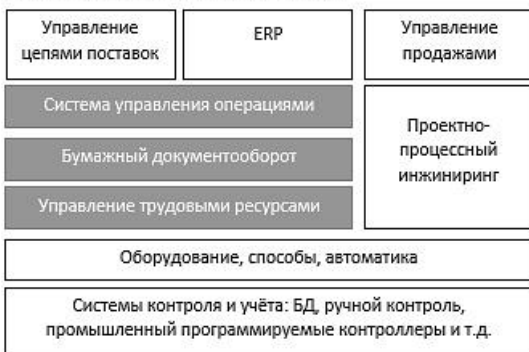 Управление
цепями поставок
ERP
Управление
продажами
Система управления операциями
Бумажный документооборот
Управление трудовыми ресурсами
Проектно-
процессный
инжиниринг
Оборудование, способы, автоматика
Системы контроля и учёта: БД, ручной контроль,
промышленный программируемые контроллеры и т.д.